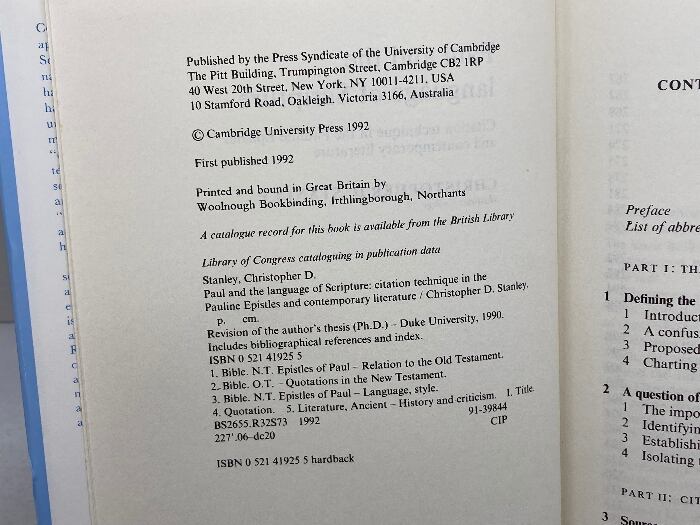 Published by the Press Syndicate of the University of Cambridge
The Pitt Building, Trumpington Street, Cambridge CB2 1RP
40 West 20th Street, New York, NY 10011-4211, USA
10 Stamford Road, Oakleigh, Victoria 3166, Australia
© Cambridge University Press 1992
First published 1992
Printed and bound in Great Britain by
Woolnough Bookbinding, Irthlingborough, Northants
A catalogue record for this book is available from the British Library
Library of Congress cataloguing in publication data
Stanley, Christopher D.
Paul and the language of Scripture: citation technique in the
Pauline Epistles and contemporary literature / Christopher D. Stanley.
p. cm.
Revision of the author's thesis (Ph.D.) – Duke University, 1990.
Includes bibliographical references and index.
ISBN 0 521 41925 5
1. Bible. N.T. Epistles of Paul – Relation to the Old Testament.
2. Bible. O.T. – Quotations in the New Testament.
3. Bible. N.T. Epistles of Paul – Language, style.
4. Quotation. 5. Literature, Ancient – History and criticism. I. Title
BS2655.R32S73 1992 91-39844
227'.06–dc20 CIP
ISBN 0 521 41925 5 hardback
CONT
Preface
List of abbre
PART I: TH
1 Defining the
1 Introduct
2 A confus
3 Proposed
4 Charting
2 A question of
1 The impo
2 Identifyin
3 Establishi
4 Isolating
PART II: CIT
3